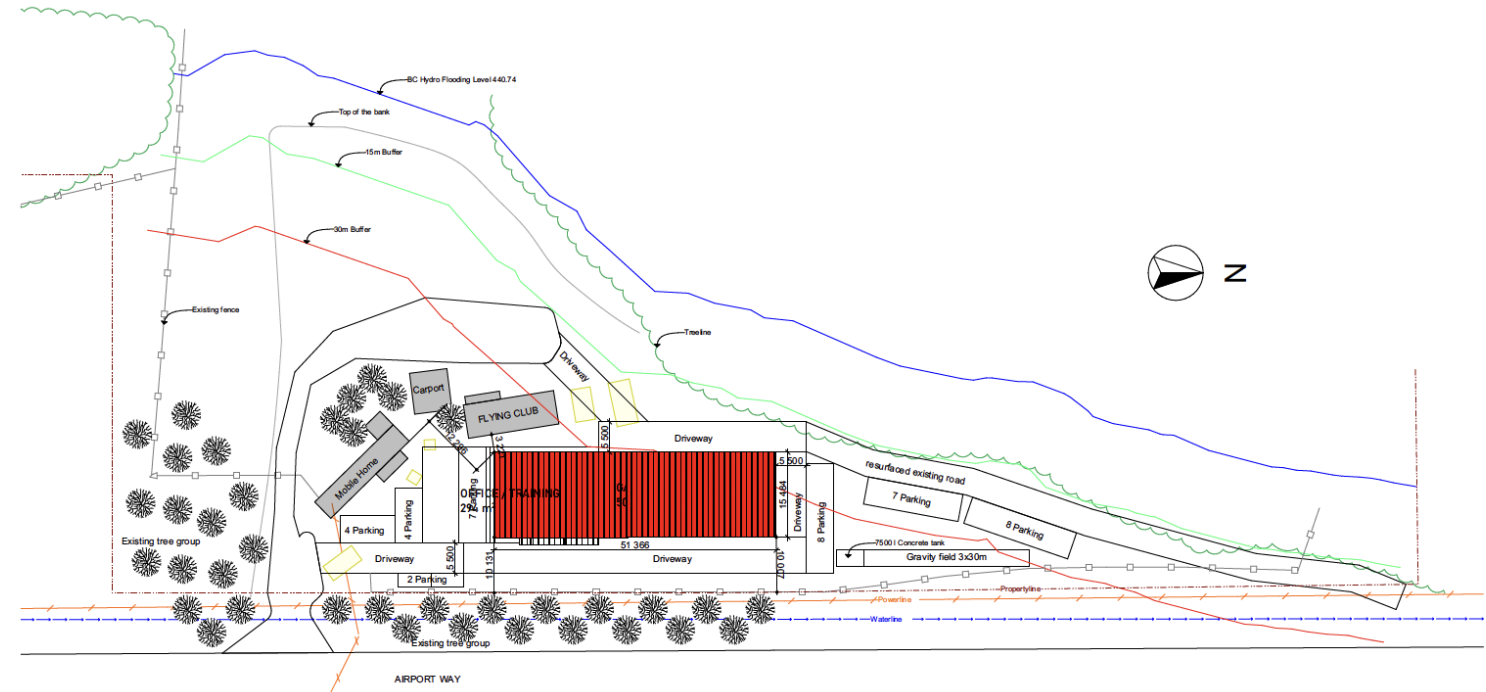 BC Hydro Flooding Level 440.74
Top of the bank
15m Buffer
30m Buffer
Existing fence
Treeline
N
Driveway
Carport
FLYING CLUB
Mobile Home
5 500
Driveway
5 500
resurfaced existing road
7 Parking
8 Parking
OFFICE / TRAINING
294 m²
7 Parking
4 Parking
4 Parking
15 484
Driveway
8 Parking
51 366
Existing tree group
Driveway
5 500
10 131
Driveway
10 007
7500 l Concrete tank
Gravity field 3x30m
2 Parking
Propertyline
Powerline
Waterline
Existing tree group
AIRPORT WAY